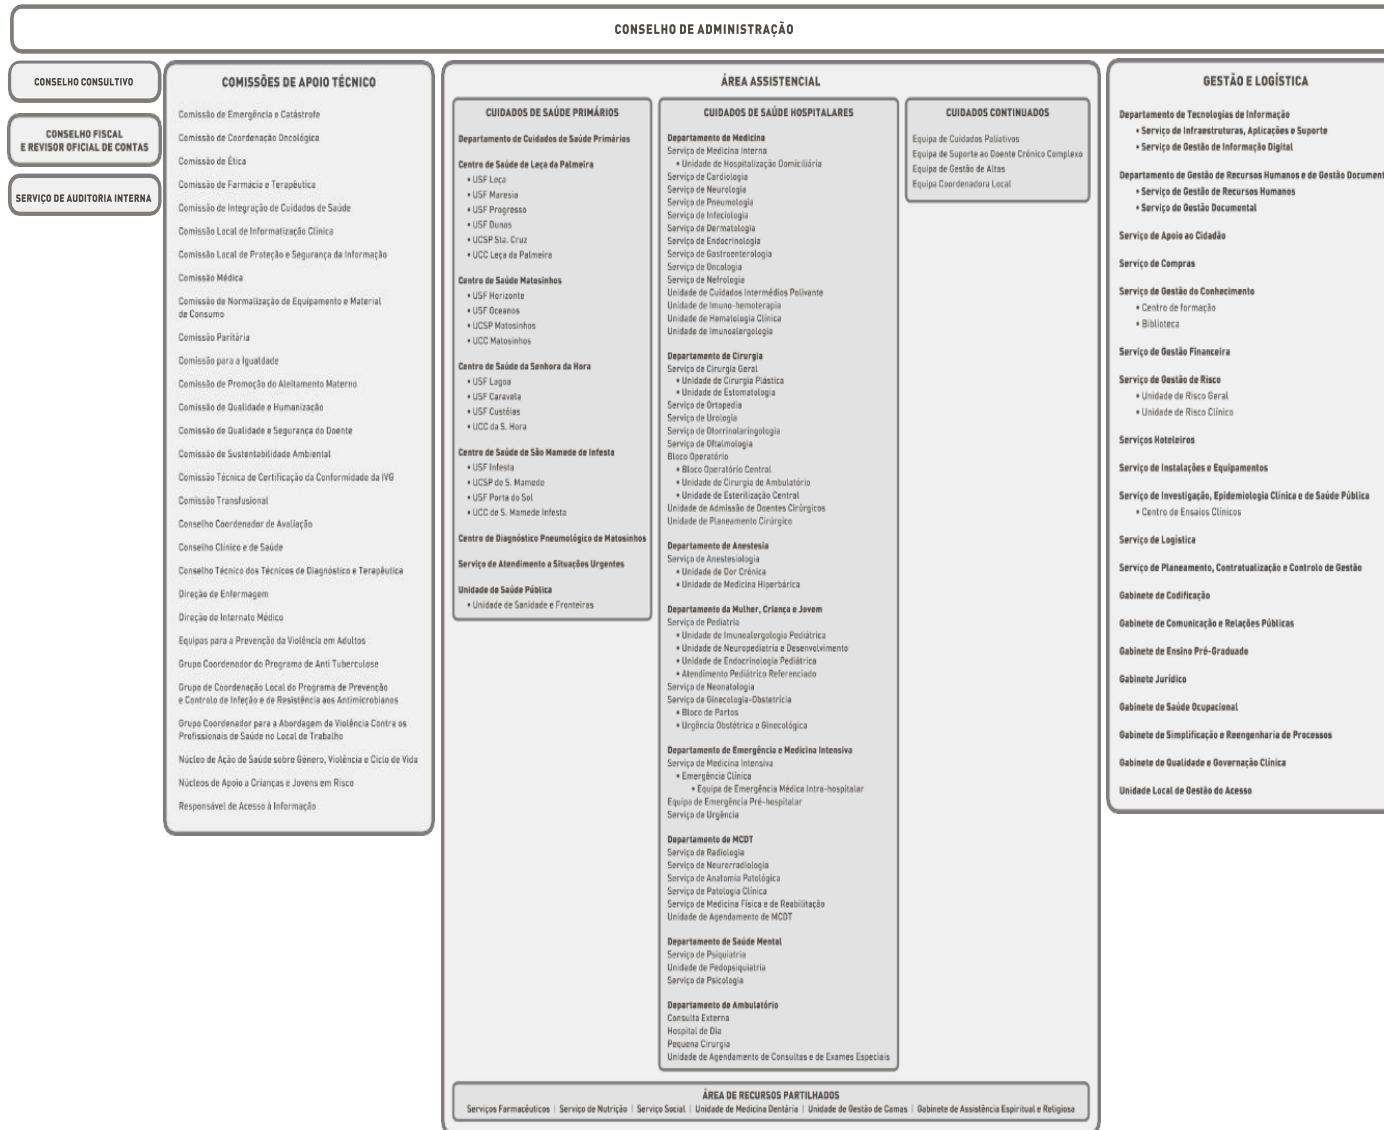 CONSELHO DE ADMINISTRAÇÃO
CONSELHO CONSULTIVO
CONSELHO FISCAL
E REVISOR OFICIAL DE CONTAS
SERVIÇO DE AUDITORIA INTERNA
COMISSÕES DE APOIO TÉCNICO
Comissão de Emergência e Catástrofe
Comissão de Coordenação Oncológica
Comissão de Ética
Comissão de Farmácia e Terapêutica
Comissão de Integração de Cuidados de Saúde
Comissão Local de Informatização Clínica
Comissão Local de Proteção e Segurança da Informação
Comissão Médica
Comissão de Normalização de Equipamento e Material
de Consumo
Comissão Paritária
Comissão para a Igualdade
Comissão de Promoção do Aleitamento Materno
Comissão de Qualidade e Humanização
Comissão de Qualidade e Segurança do Doente
Comissão de Sustentabilidade Ambiental
Comissão Técnica de Certificação da Conformidade da IVG
Comissão Transfusional
Conselho Coordenador de Avaliação
Conselho Clínico e de Saúde
Conselho Técnico dos Técnicos de Diagnóstico e Terapêutica
Direção de Enfermagem
Direção do Internato Médico
Equipas para a Prevenção da Violência em Adultos
Grupo Coordenador do Programa de Anti Tuberculose
Grupo de Coordenação Local do Programa de Prevenção
e Controlo de Infeção e de Resistência aos Antimicrobianos
Grupo Coordenador para a Abordagem da Violência Contra os
Profissionais de Saúde no Local de Trabalho
Núcleo de Ação de Saúde sobre Género, Violência e Ciclo de Vida
Núcleos de Apoio a Crianças e Jovens em Risco
Responsável de Acesso à Informação
ÁREA ASSISTENCIAL
CUIDADOS DE SAÚDE PRIMÁRIOS
Departamento de Cuidados de Saúde Primários
Centro de Saúde de Leça da Palmeira
• USF Leça
• USF Maresia
• USF Progresso
• USF Dunas
• UCSP Sta. Cruz
• UCC Leça da Palmeira
Centro de Saúde Matosinhos
• USF Horizonte
• USF Oceanos
• UCSP Matosinhos
• UCC Matosinhos
Centro de Saúde da Senhora da Hora
• USF Lagoa
• USF Caravela
• USF Custóias
• UCC da S. Hora
Centro de Saúde de São Mamede de Infesta
• USF Infesta
• UCSP de S. Mamede
• USF Porta do Sol
• UCC de S. Mamede Infesta
Centro de Diagnóstico Pneumológico de Matosinhos
Serviço de Atendimento a Situações Urgentes
Unidade de Saúde Pública
• Unidade de Sanidade e Fronteiras
CUIDADOS DE SAÚDE HOSPITALARES
Departamento de Medicina
Serviço de Medicina Interna
• Unidade de Hospitalização Domiciliária
Serviço de Cardiologia
Serviço de Neurologia
Serviço de Pneumologia
Serviço de Infeciologia
Serviço de Dermatologia
Serviço de Endocrinologia
Serviço de Gastroenterologia
Serviço de Oncologia
Serviço de Nefrologia
Unidade de Cuidados Intermédios Polivante
Unidade de Imuno-hemoterapia
Unidade de Hematologia Clínica
Unidade de Imunoalergologia
Departamento de Cirurgia
Serviço de Cirurgia Geral
• Unidade de Cirurgia Plástica
• Unidade de Estomatologia
Serviço de Ortopedia
Serviço de Urologia
Serviço de Otorrinolaringologia
Serviço de Oftalmologia
Bloco Operatório
• Bloco Operatório Central
• Unidade de Cirurgia de Ambulatório
• Unidade de Esterilização Central
Unidade de Admissão de Doentes Cirúrgicos
Unidade de Planeamento Cirúrgico
Departamento de Anestesia
Serviço de Anestesiologia
• Unidade de Dor Crónica
• Unidade de Medicina Hiperbárica
Departamento da Mulher, Criança e Jovem
Serviço de Pediatria
• Unidade de Imunoalergologia Pediátrica
• Unidade de Neuropediatria e Desenvolvimento
• Unidade de Endocrinologia Pediátrica
• Atendimento Pediátrico Referenciado
Serviço de Neonatologia
Serviço de Ginecologia-Obstetrícia
• Bloco de Partos
• Urgência Obstétrica e Ginecológica
Departamento de Emergência e Medicina Intensiva
Serviço de Medicina Intensiva
• Emergência Clínica
• Equipa de Emergência Médica Intra-hospitalar
Equipa de Emergência Pré-hospitalar
Serviço de Urgência
Departamento de MCDT
Serviço de Radiologia
Serviço de Neurorradiologia
Serviço de Anatomia Patológica
Serviço de Patologia Clínica
Serviço de Medicina Física e de Reabilitação
Unidade de Agendamento de MCDT
Departamento de Saúde Mental
Serviço de Psiquiatria
Unidade de Pedopsiquiatria
Serviço de Psicologia
Departamento de Ambulatório
Consulta Externa
Hospital de Dia
Pequena Cirurgia
Unidade de Agendamento de Consultas e de Exames Especiais
CUIDADOS CONTINUADOS
Equipa de Cuidados Paliativos
Equipa de Suporte ao Doente Crónico Complexo
Equipa de Gestão de Altas
Equipa Coordenadora Local
ÁREA DE RECURSOS PARTILHADOS
Serviços Farmacêuticos | Serviço de Nutrição | Serviço Social | Unidade de Medicina Dentária | Unidade de Gestão de Camas | Gabinete de Assistência Espiritual e Religiosa
GESTÃO E LOGÍSTICA
Departamento de Tecnologias de Informação
• Serviço de Infraestruturas, Aplicações e Suporte
• Serviço de Gestão de Informação Digital
Departamento de Gestão de Recursos Humanos e de Gestão Document
• Serviço de Gestão de Recursos Humanos
• Serviço de Gestão Documental
Serviço de Apoio ao Cidadão
Serviço de Compras
Serviço de Gestão do Conhecimento
• Centro de formação
• Biblioteca
Serviço de Gestão Financeira
Serviço de Gestão de Risco
• Unidade de Risco Geral
• Unidade de Risco Clínico
Serviços Hoteleiros
Serviço de Instalações e Equipamentos
Serviço de Investigação, Epidemiologia Clínica e de Saúde Pública
• Centro de Ensaios Clínicos
Serviço de Logística
Serviço de Planeamento, Contratualização e Controlo de Gestão
Gabinete de Codificação
Gabinete de Comunicação e Relações Públicas
Gabinete de Ensino Pré-Graduado
Gabinete Jurídico
Gabinete de Saúde Ocupacional
Gabinete de Simplificação e Reengenharia de Processos
Gabinete de Qualidade e Governação Clínica
Unidade Local de Gestão do Acesso